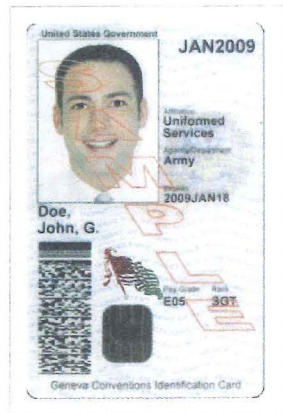 United States Government
JAN2009
Affiliation
Uniformed
Services
Agency/Department
Army
Expires
2009JAN18
Doe,
John, G.
Pay Grade Rank
E05 3GT
Geneva Conventions Identification Card
SAMPLE